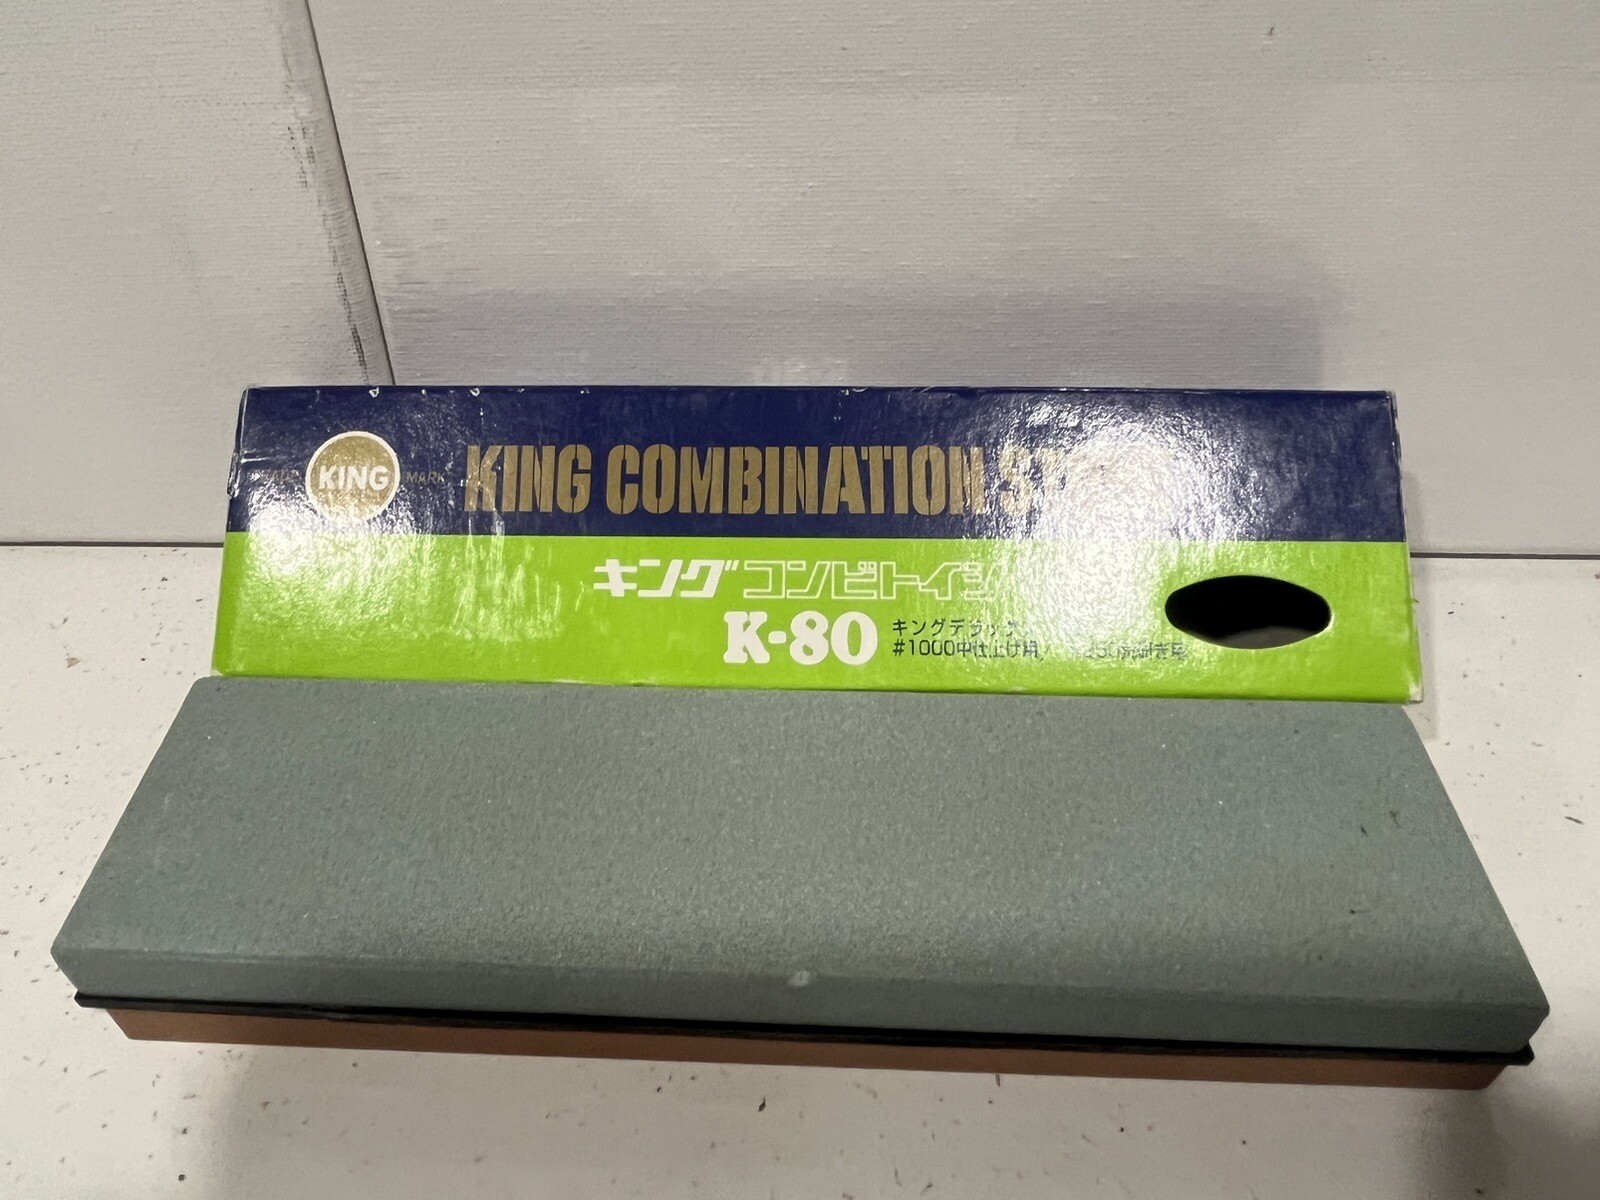 KING
MARK
KING COMBINATION
キング コンビトイシ
K-80
キングデラックス
#1000中仕上げ用